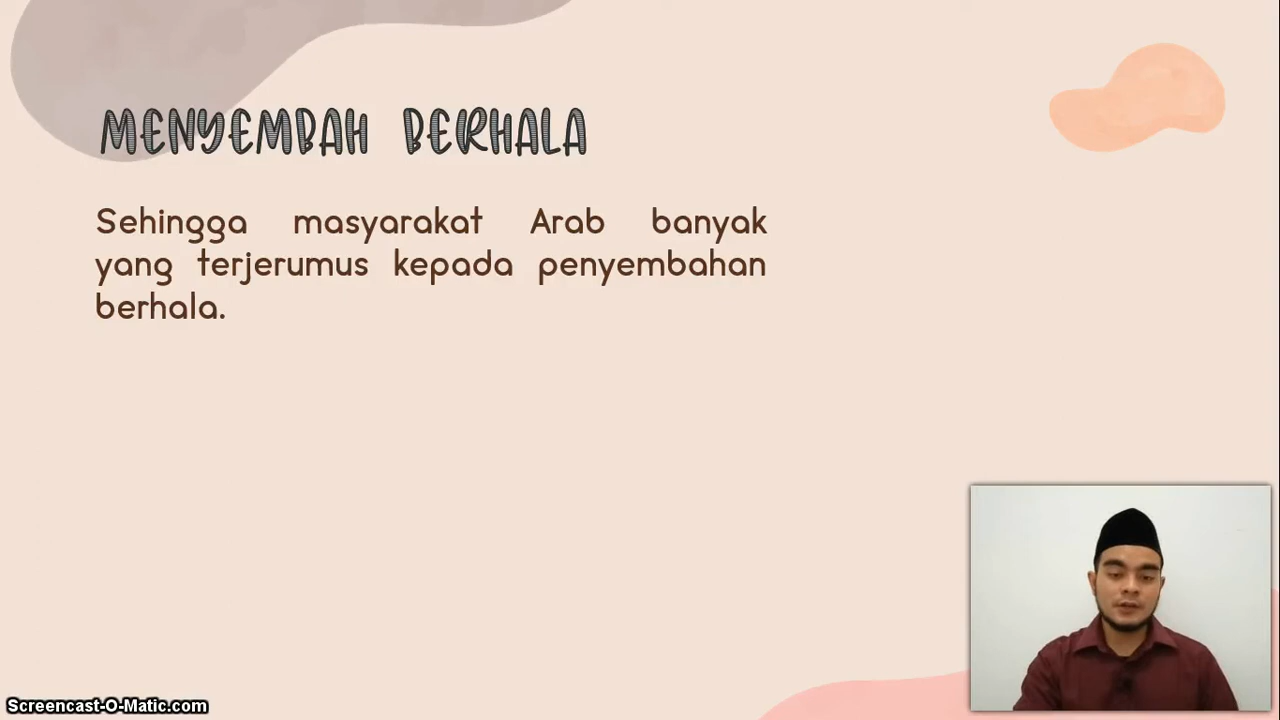 MENYEMBAH BERHALA
Sehingga masyarakat Arab banyak
yang terjerumus kepada penyembahan
berhala.
Screencast-O-Matic.com